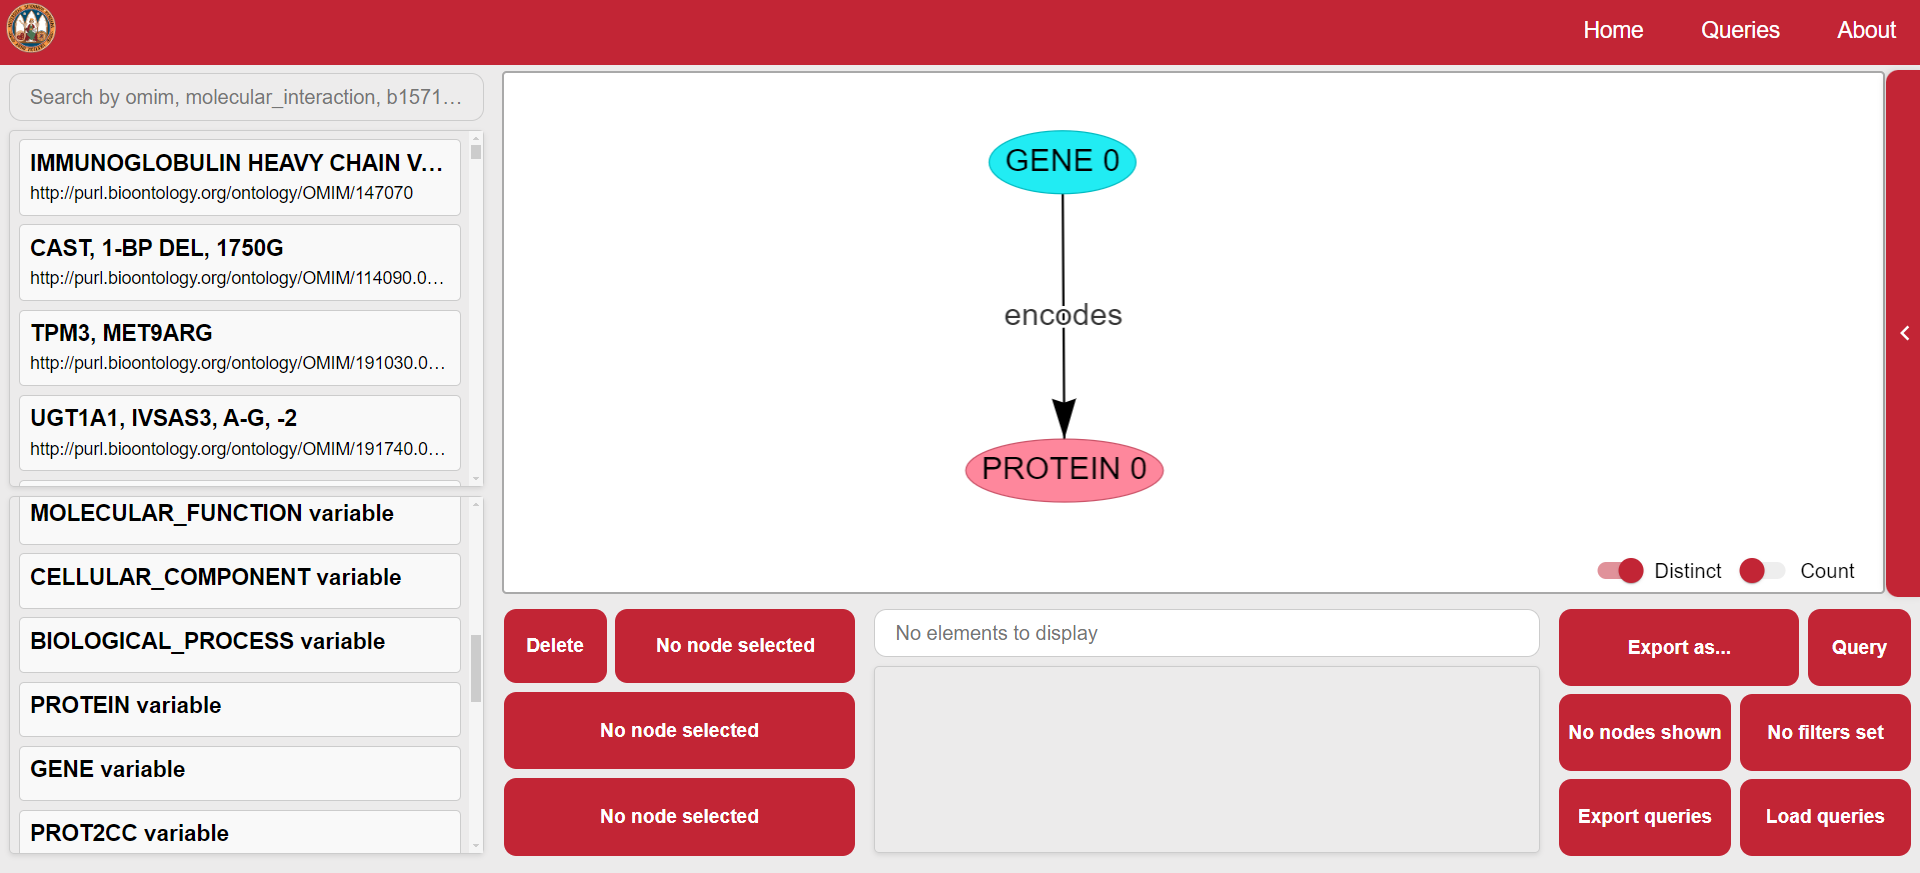 Home
Queries
About
Search by omim, molecular_interaction, b1571...
IMMUNOGLOBULIN HEAVY CHAIN V...
http://purl.bioontology.org/ontology/OMIM/147070
CAST, 1-BP DEL, 1750G
http://purl.bioontology.org/ontology/OMIM/114090.0...
TPM3, MET9ARG
http://purl.bioontology.org/ontology/OMIM/191030.0...
UGT1A1, IVSAS3, A-G, -2
http://purl.bioontology.org/ontology/OMIM/191740.0...
MOLECULAR_FUNCTION variable
CELLULAR_COMPONENT variable
BIOLOGICAL_PROCESS variable
PROTEIN variable
GENE variable
PROT2CC variable
GENE 0
encodes
PROTEIN 0
Distinct
Count
Delete
No node selected
No node selected
No node selected
No elements to display
Export as...
Query
No nodes shown
No filters set
Export queries
Load queries